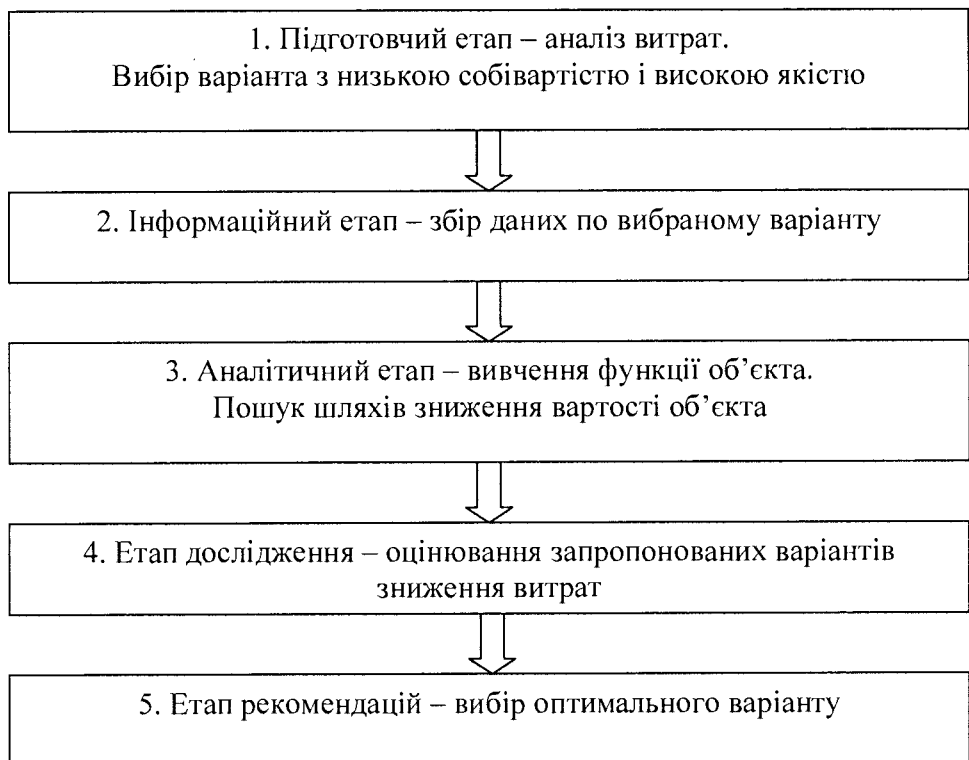 1. Підготовчий етап – аналіз витрат.
Вибір варіанта з низькою собівартістю і високою якістю
2. Інформаційний етап – збір даних по вибраному варіанту
3. Аналітичний етап – вивчення функції об’єкта.
Пошук шляхів зниження вартості об’єкта
4. Етап дослідження – оцінювання запропонованих варіантів
зниження витрат
5. Етап рекомендацій – вибір оптимального варіанту